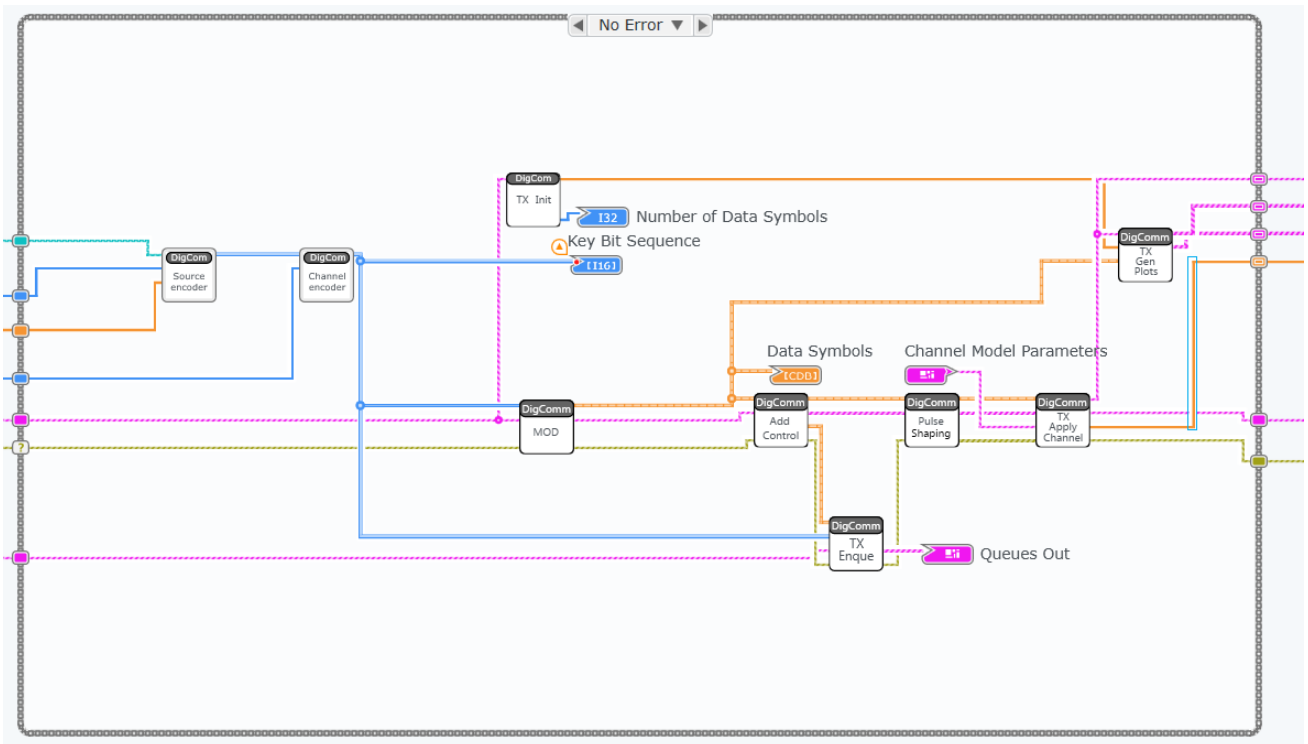 No Error
DigCom
TX Init
I32
Number of Data Symbols
Key Bit Sequence
[I1G]
DigCom
Source
encoder
DigCom
Channel
encoder
DigComm
TX
Gen
Plots
Data Symbols
[CDB]
Channel Model Parameters
DigComm
MOD
DigComm
Add
Control
DigComm
Pulse
Shaping
DigComm
TX
Apply
Channel
?
DigComm
TX
Enque
Queues Out